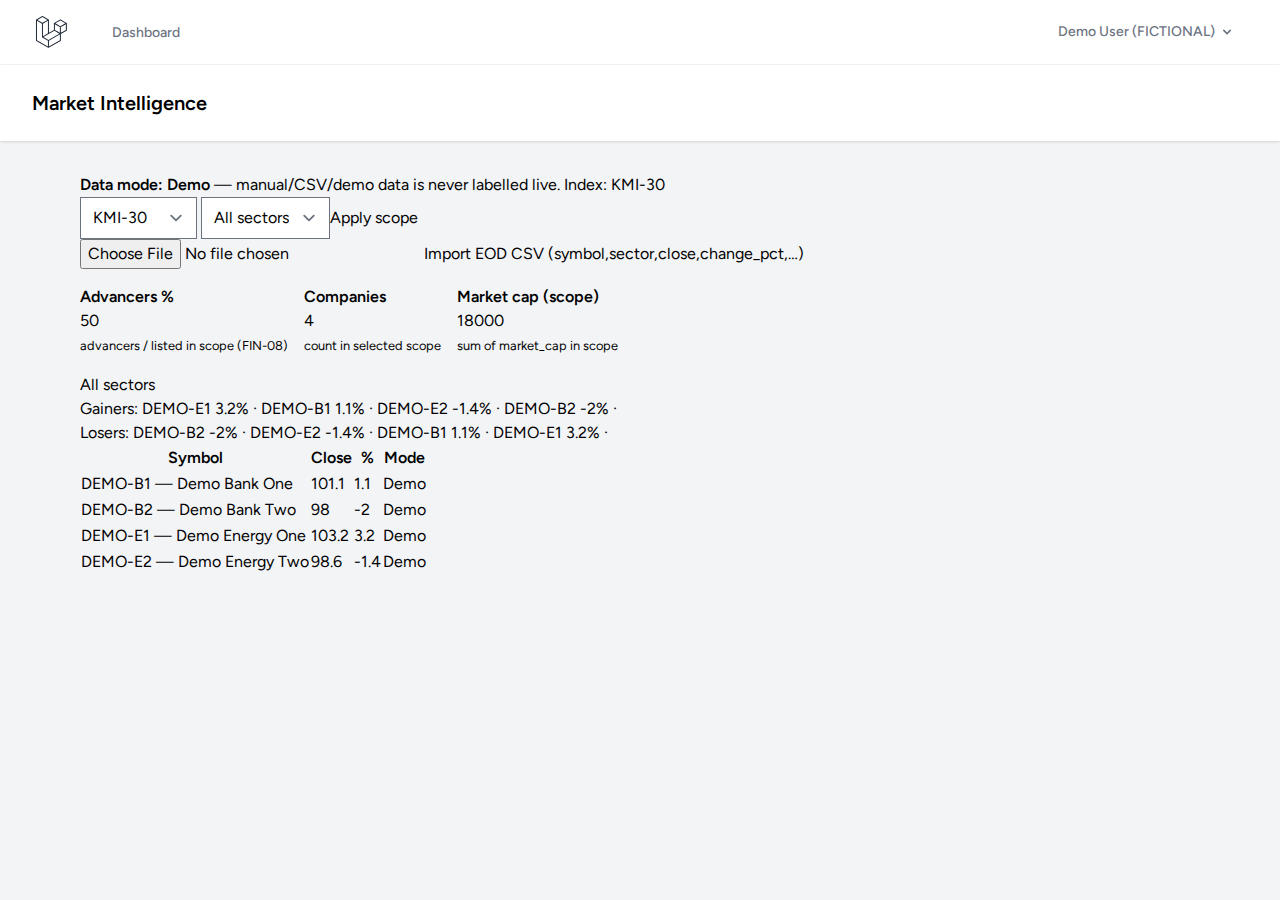 Dashboard
Demo User (FICTIONAL)
Market Intelligence
Data mode: Demo — manual/CSV/demo data is never labelled live. Index: KMI-30
KMI-30 All sectors Apply scope
Choose File No file chosen Import EOD CSV (symbol,sector,close,change_pct,...)
Advancers % Companies Market cap (scope)
50 4 18000
advancers / listed in scope (FIN-08) count in selected scope sum of market_cap in scope
All sectors
Gainers: DEMO-E1 3.2% · DEMO-B1 1.1% · DEMO-E2 -1.4% · DEMO-B2 -2% ·
Losers: DEMO-B2 -2% · DEMO-E2 -1.4% · DEMO-B1 1.1% · DEMO-E1 3.2% ·
Symbol Close % Mode
DEMO-B1 — Demo Bank One 101.1 1.1 Demo
DEMO-B2 — Demo Bank Two 98 -2 Demo
DEMO-E1 — Demo Energy One 103.2 3.2 Demo
DEMO-E2 — Demo Energy Two 98.6 -1.4 Demo